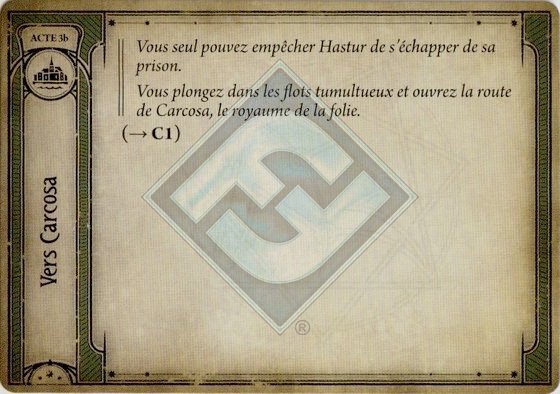 ACTE 3b
Vous seul pouvez empêcher Hastur de s'échapper de sa
prison.
Vous plongez dans les flots tumultueux et ouvrez la route
de Carcosa, le royaume de la folie.
(→ C1)
Vers Carcosa
®